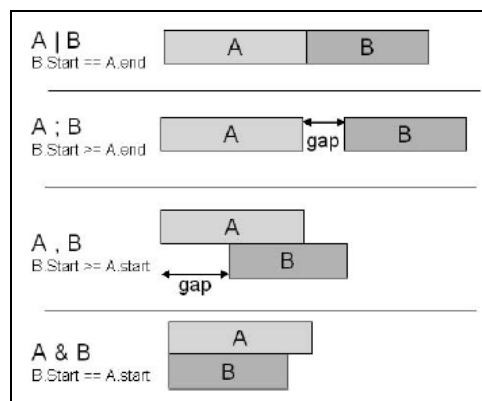 A | B
B.Start == A.end
A
B
A ; B
B.Start >= A.end
A
gap
B
A , B
B.Start >= A.start
A
B
gap
A & B
B.Start == A.start
A
B